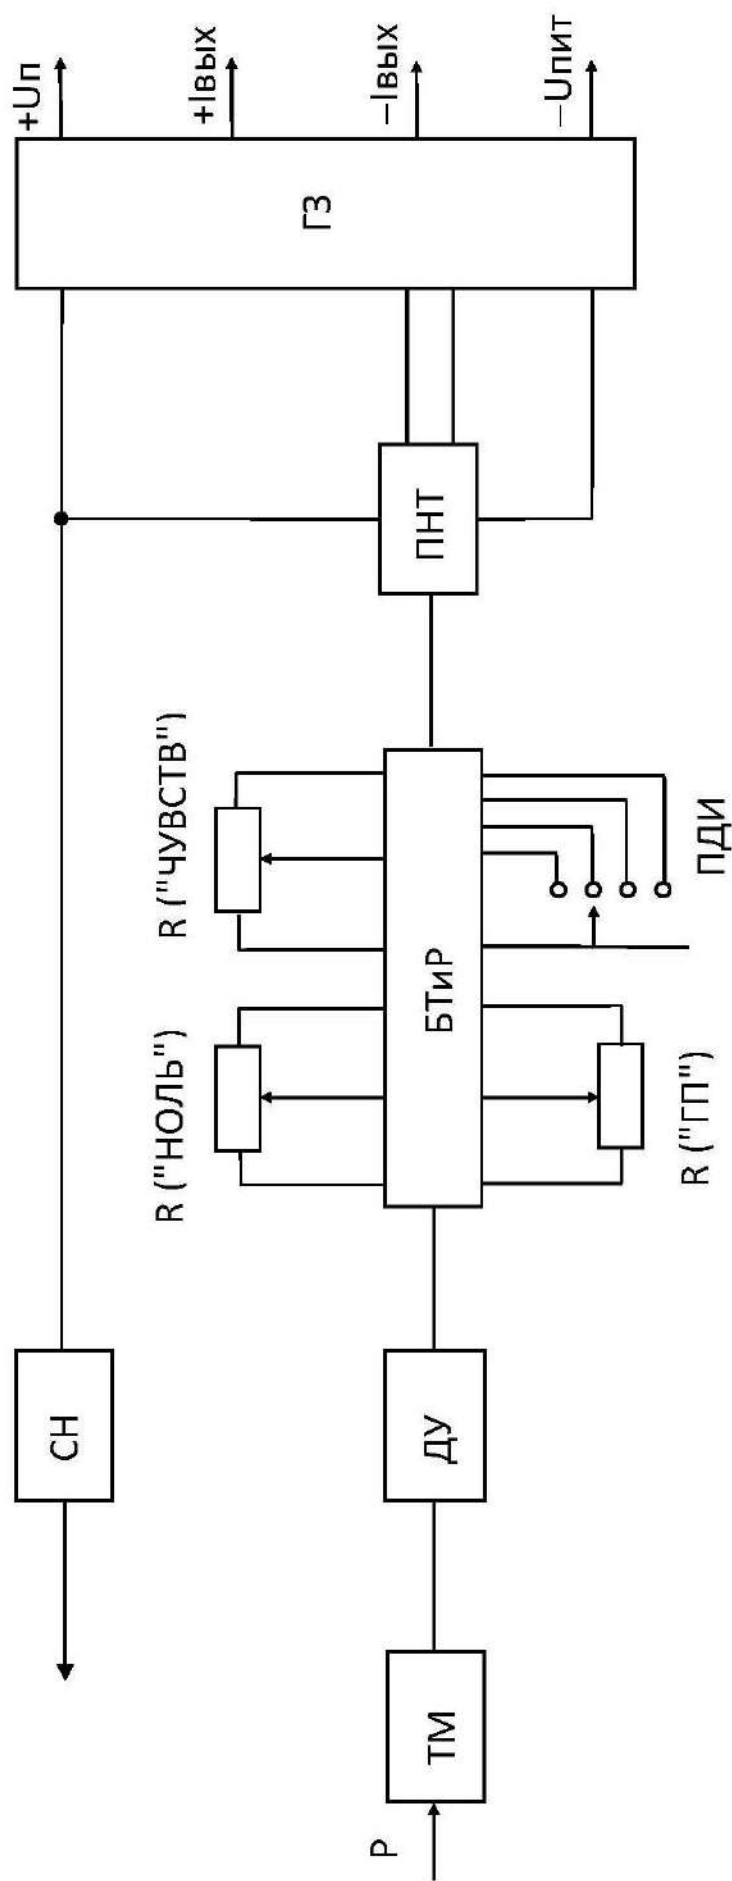 +Uп
+Iвых
–Iвых
–Uпит
ГЗ
ПНТ
R ("ЧУВСТВ")
R ("НОЛЬ")
БТиР
ПДИ
R ("ГП")
СН
ДУ
ТМ
P